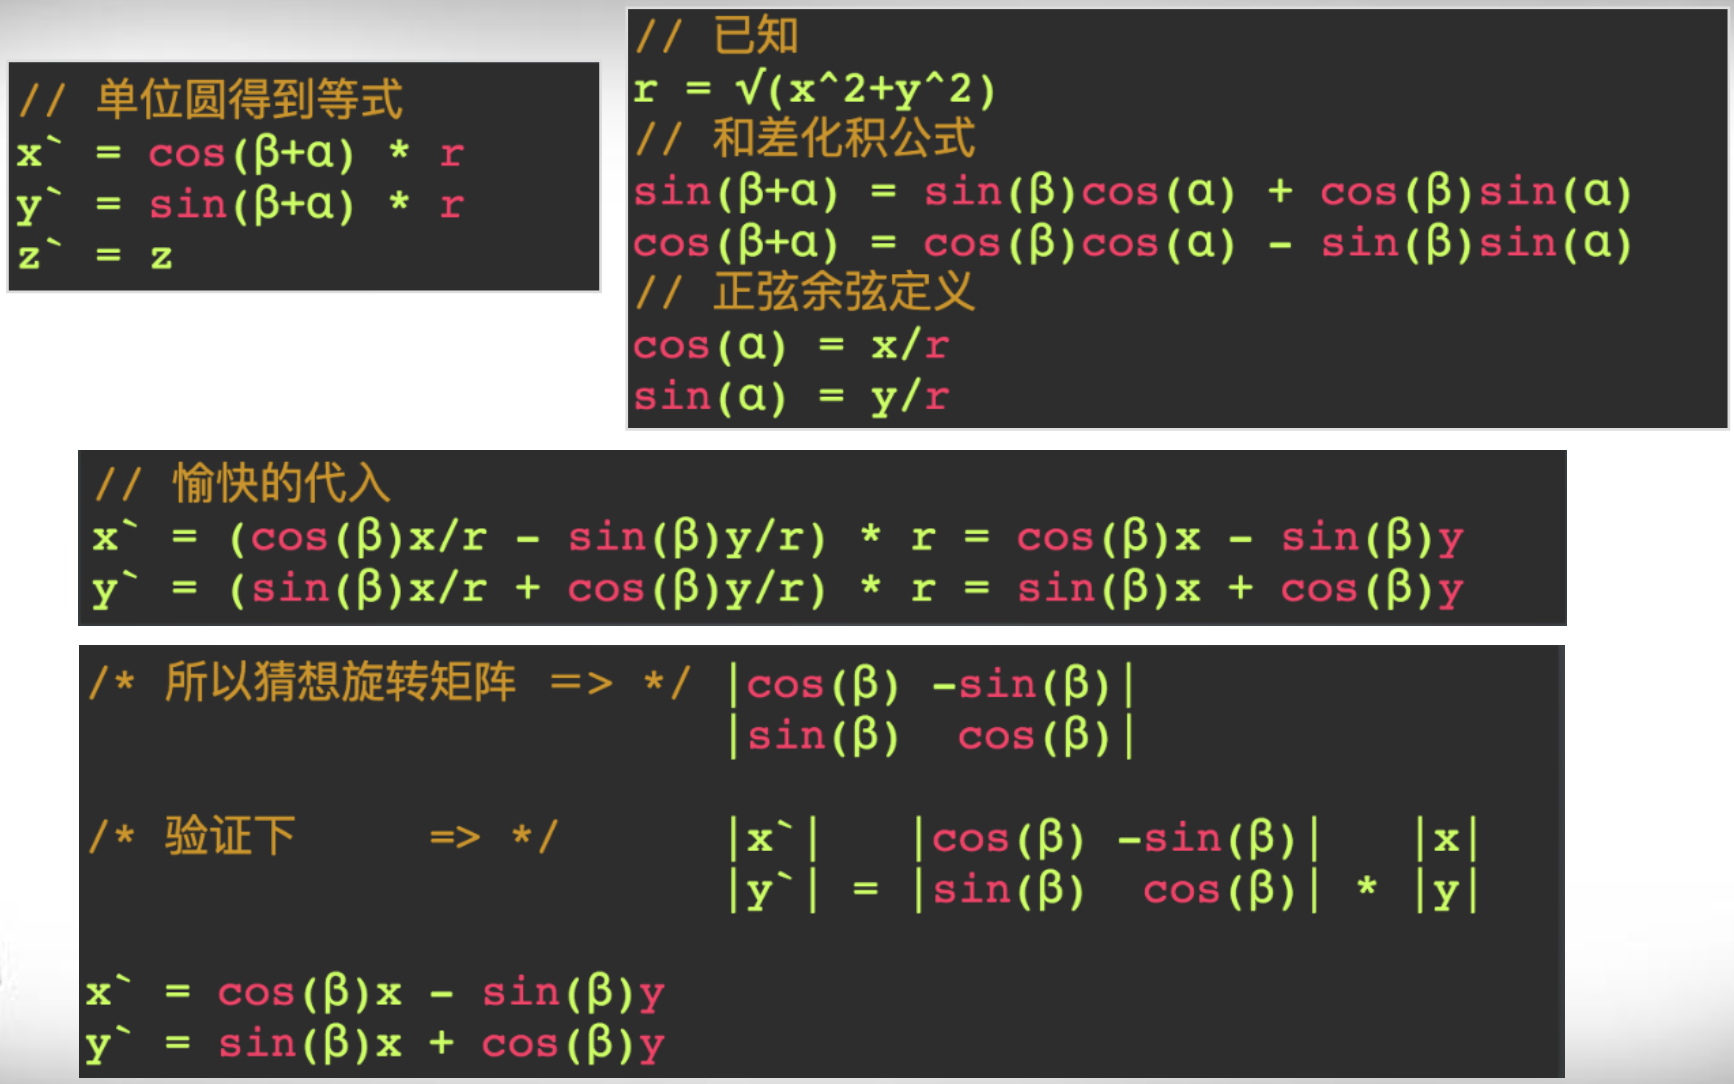 // 单位圆得到等式
x` = cos(β+α) * r
y` = sin(β+α) * r
z` = z
// 已知
r = √(x^2+y^2)
// 和差化积公式
sin(β+α) = sin(β)cos(α) + cos(β)sin(α)
cos(β+α) = cos(β)cos(α) - sin(β)sin(α)
// 正弦余弦定义
cos(α) = x/r
sin(α) = y/r
// 愉快的代入
x` = (cos(β)x/r - sin(β)y/r) * r = cos(β)x - sin(β)y
y` = (sin(β)x/r + cos(β)y/r) * r = sin(β)x + cos(β)y
/* 所以猜想旋转矩阵 => */ |cos(β) -sin(β)|
|sin(β) cos(β)|
/* 验证下 => */ |x`| |cos(β) -sin(β)| |x|
|y`| = |sin(β) cos(β)| * |y|
x` = cos(β)x - sin(β)y
y` = sin(β)x + cos(β)y